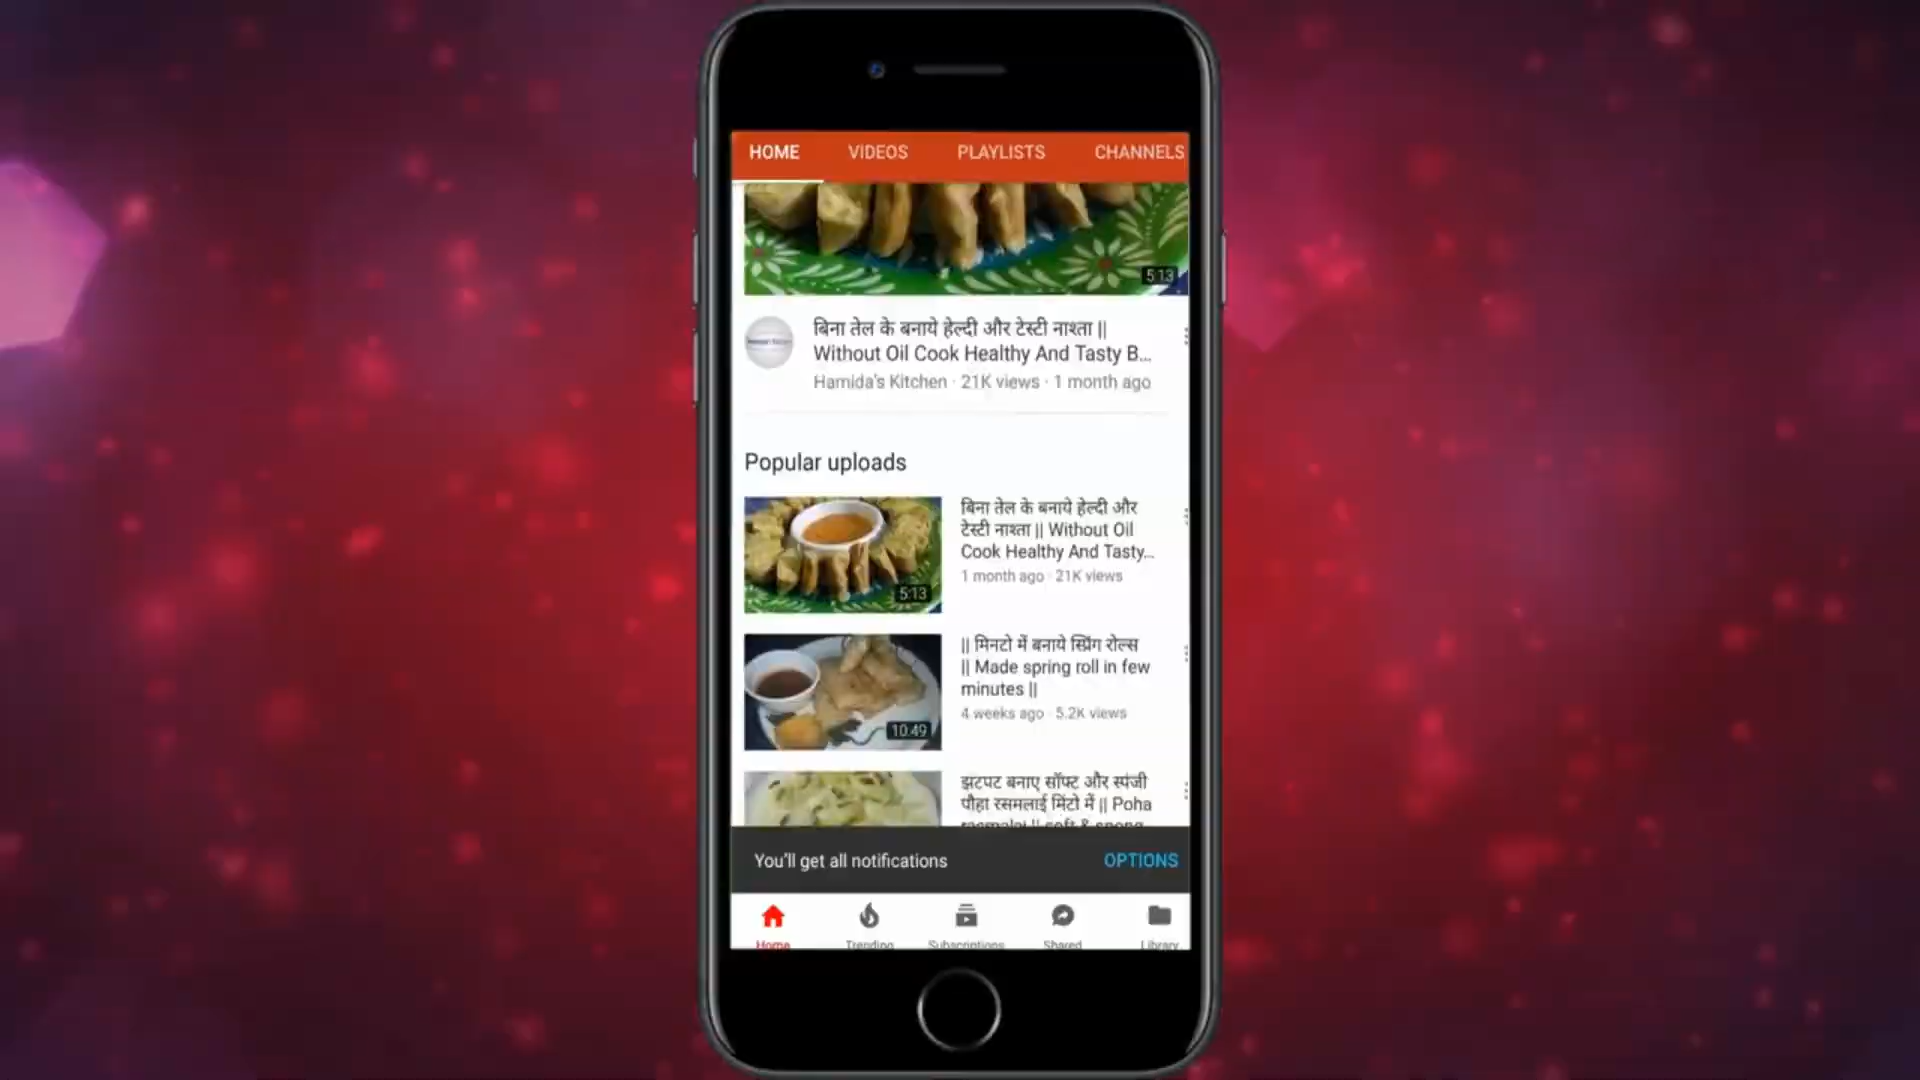 HOME VIDEOS PLAYLISTS CHANNELS
5:13
बिना तेल के बनाये हेल्दी और टेस्टी नाश्ता ||
Without Oil Cook Healthy And Tasty B...
Hamida's Kitchen · 21K views · 1 month ago
Popular uploads
बिना तेल के बनाये हेल्दी और
टेस्टी नाश्ता || Without Oil
Cook Healthy And Tasty...
1 month ago · 21K views
5:13
|| मिनटो में बनाये स्प्रिंग रोल्स
|| Made spring roll in few
minutes ||
4 weeks ago · 5.2K views
10:49
झटपट बनाए सॉफ्ट और स्पंजी
पौहा रसमलाई मिंटो में || Poha
You'll get all notifications OPTIONS
Home Trending Subscriptions Shared Library